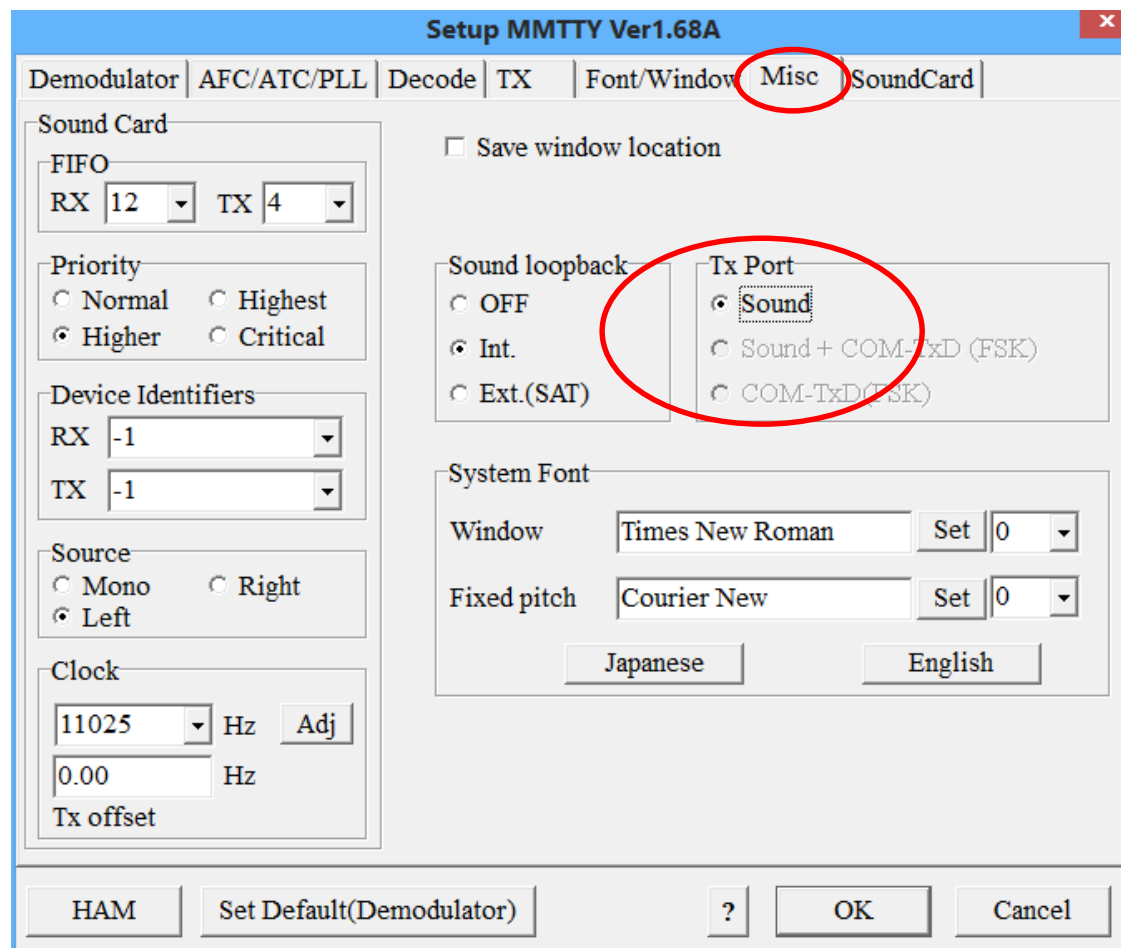 Setup MMTTY Ver1.68A
x
Demodulator AFC/ATC/PLL Decode TX Font/Window Misc SoundCard
Sound Card
FIFO
RX 12 TX 4
Priority
Normal Highest
Higher Critical
Device Identifiers
RX -1
TX -1
Source
Mono Right
Left
Clock
11025 Hz Adj
0.00 Hz
Tx offset
Save window location
Sound loopback
OFF
Int.
Ext.(SAT)
Tx Port
Sound
Sound + COM-TxD (FSK)
COM-TxD(FSK)
System Font
Window Times New Roman Set 0
Fixed pitch Courier New Set 0
Japanese English
HAM Set Default(Demodulator) ? OK Cancel